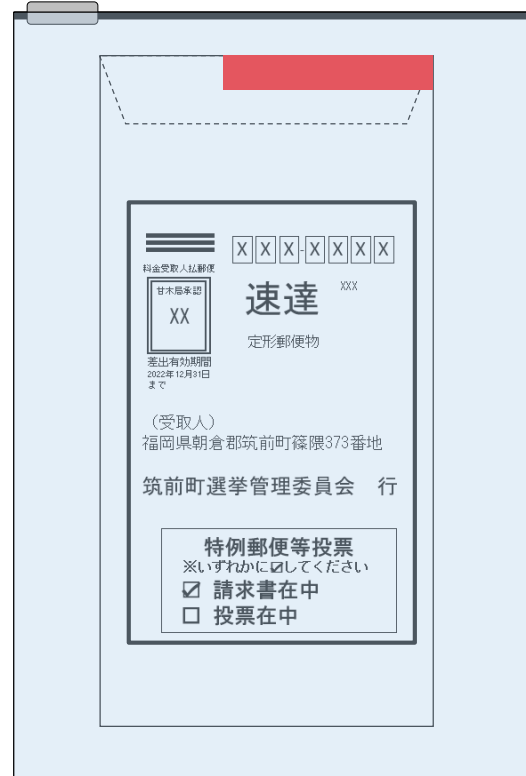 XXX-XXXX
料金受取人払郵便
甘木局承認
XX
差出有効期間
2022年12月31日
まで
速達
XXX
定形郵便物
（受取人）
福岡県朝倉郡筑前町篠隈373番地
筑前町選挙管理委員会　行
特例郵便等投票
※いずれかに☑してください
☑ 請求書在中
□ 投票在中